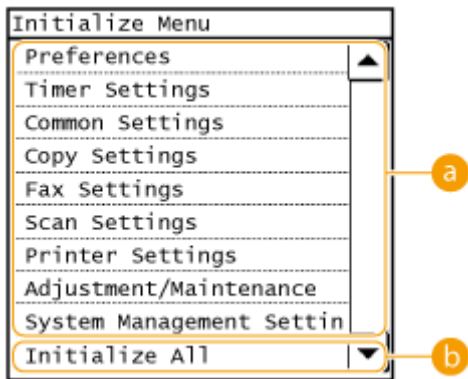 Initialize Menu
Preferences
Timer Settings
Common Settings
Copy Settings
Fax Settings
Scan Settings
Printer Settings
Adjustment/Maintenance
System Management Settin
Initialize All
a
b